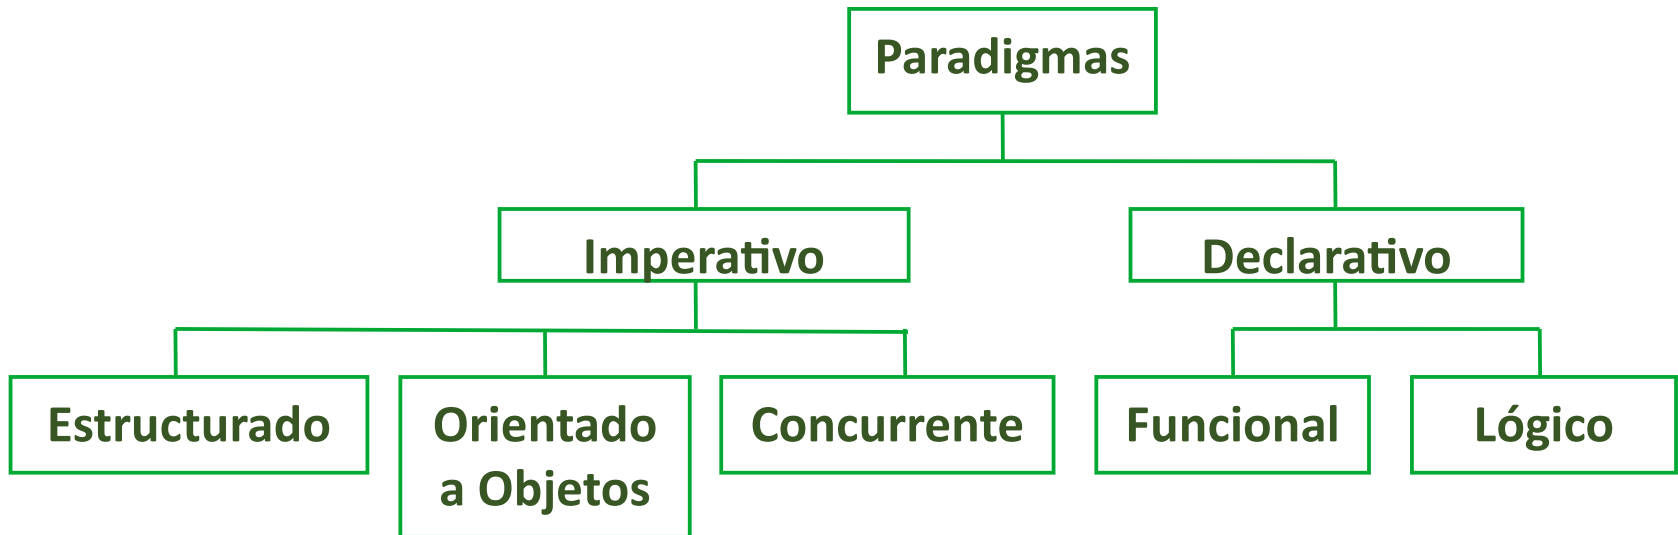 Paradigmas
Imperativo
Declarativo
Estructurado
Orientado
a Objetos
Concurrente
Funcional
Lógico